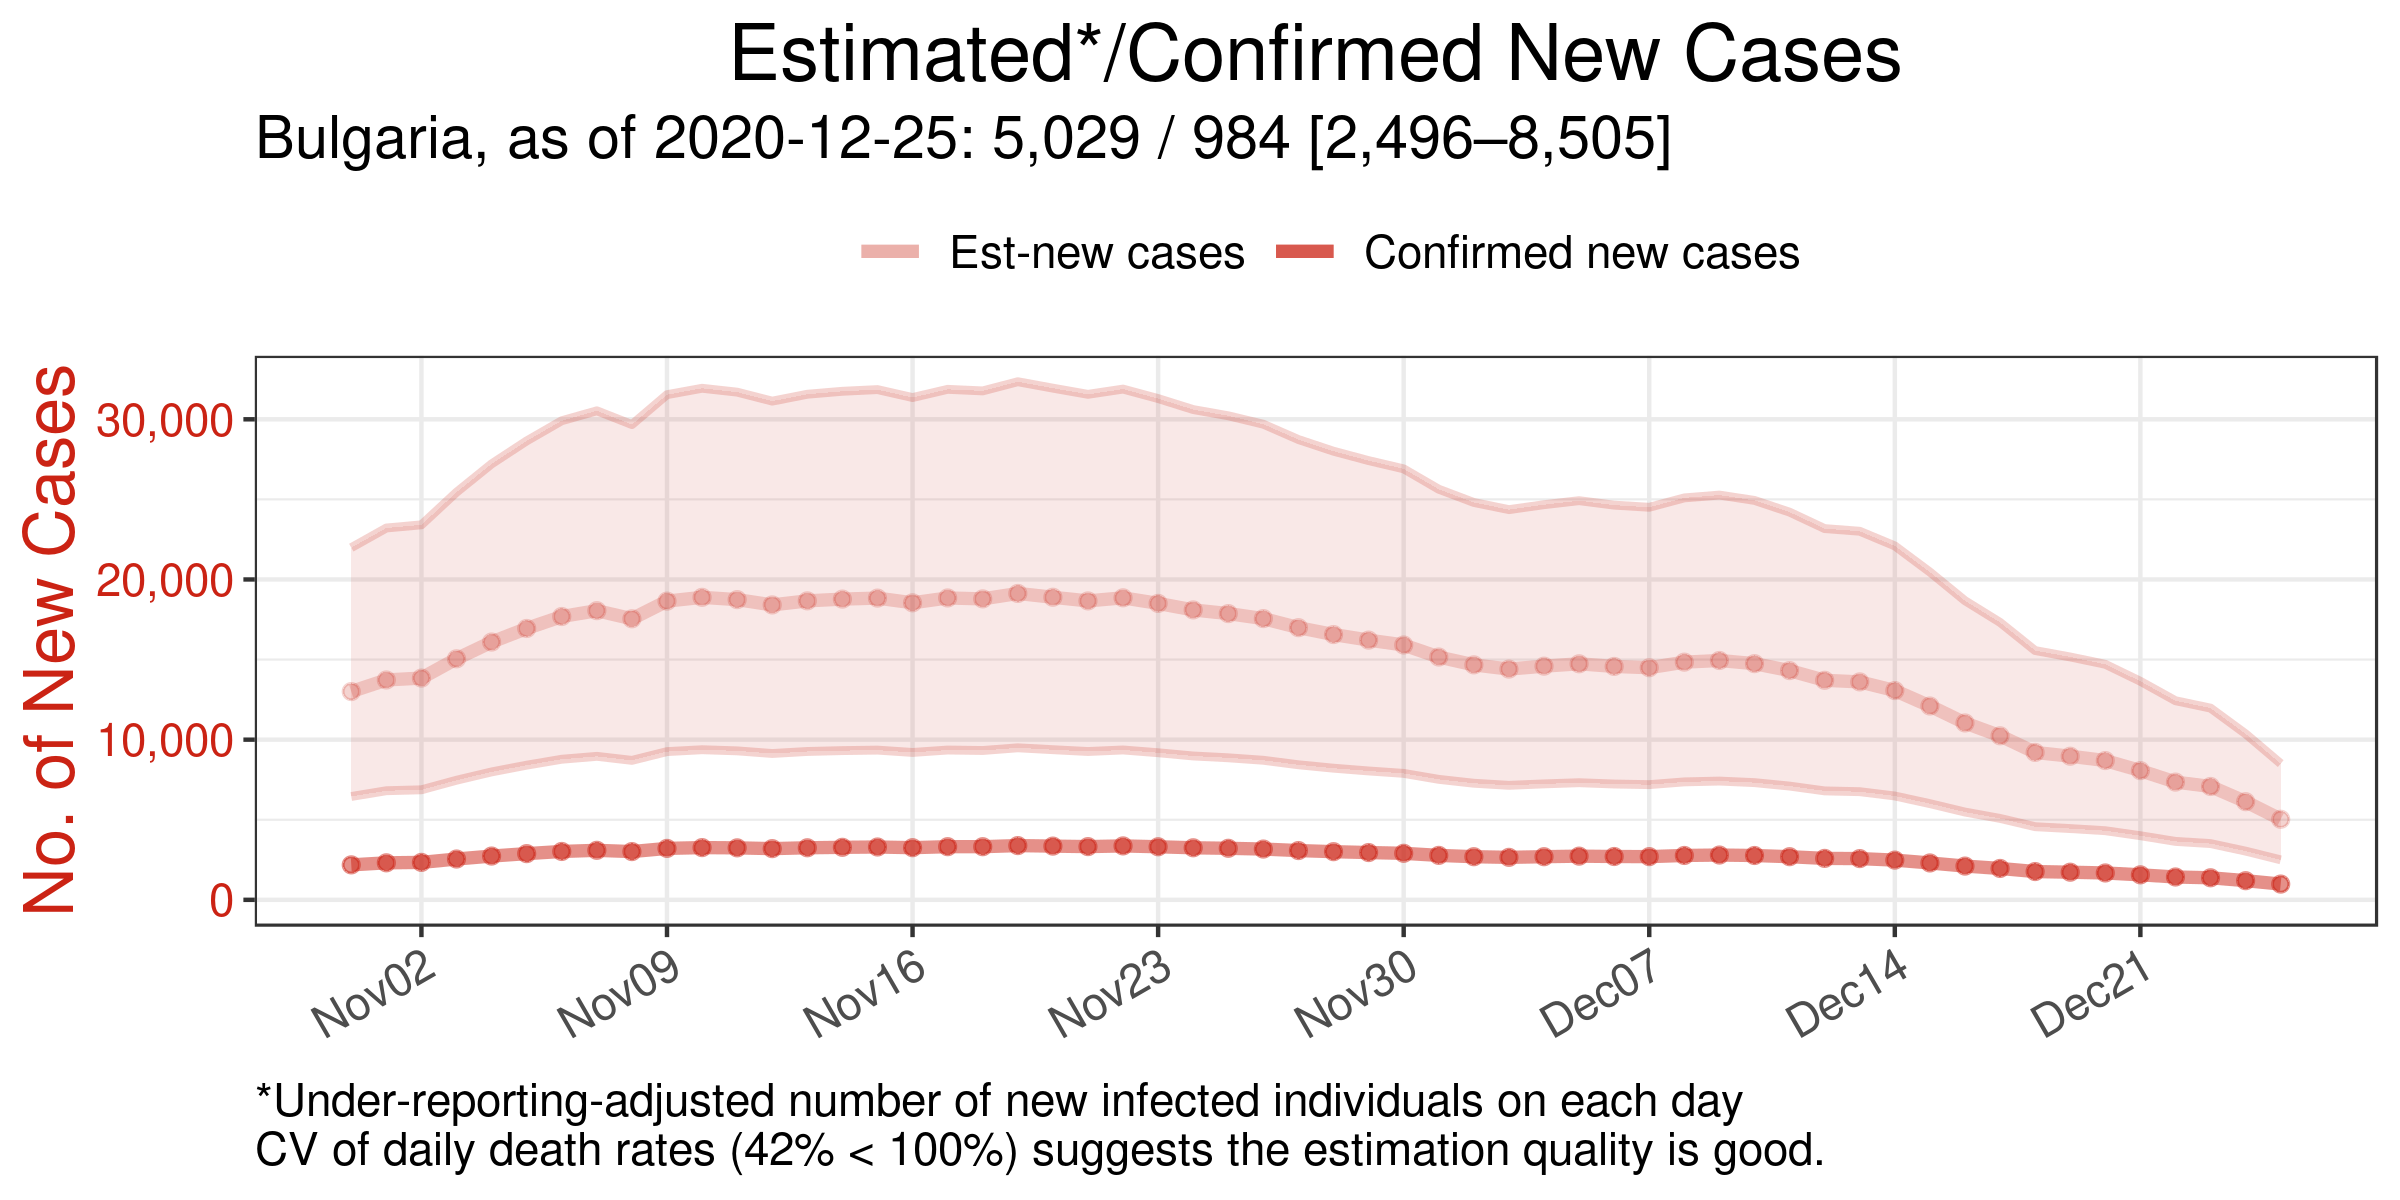 Estimated*/Confirmed New Cases
Bulgaria, as of 2020-12-25: 5,029 / 984 [2,496–8,505]
Est-new cases Confirmed new cases
No. of New Cases
30,000
20,000
10,000
0
Nov02 Nov09 Nov16 Nov23 Nov30 Dec07 Dec14 Dec21
*Under-reporting-adjusted number of new infected individuals on each day
CV of daily death rates (42% < 100%) suggests the estimation quality is good.